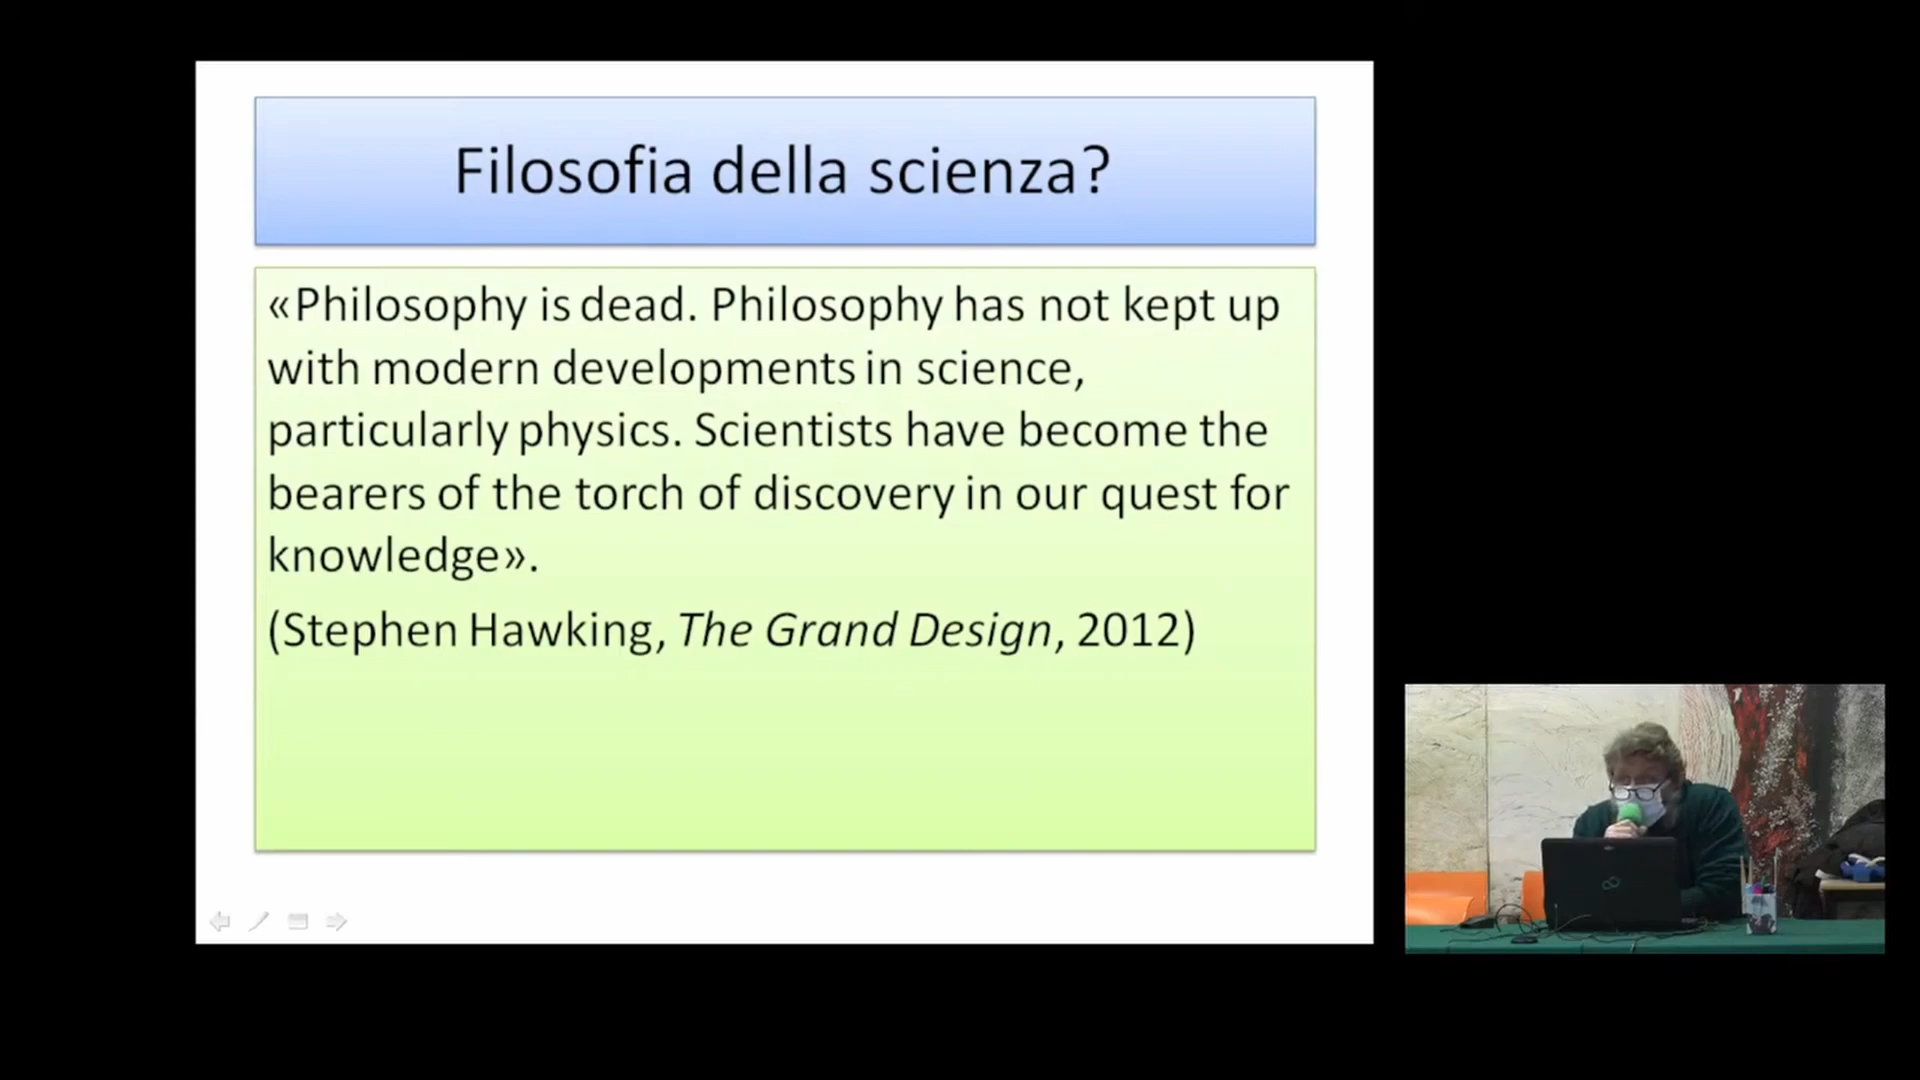 Filosofia della scienza?
«Philosophy is dead. Philosophy has not kept up
with modern developments in science,
particularly physics. Scientists have become the
bearers of the torch of discovery in our quest for
knowledge».
(Stephen Hawking, The Grand Design, 2012)